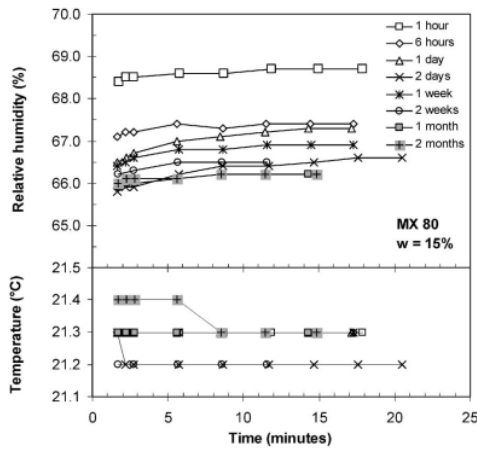 70.0
69.0
68.0
67.0
66.0
65.0
21.5
21.4
21.3
21.2
21.1
Relative humidity (%)
Temperature (°C)
1 hour
6 hours
1 day
2 days
1 week
2 weeks
1 month
2 months
MX 80
w = 15%
0
5
10
15
20
25
Time (minutes)